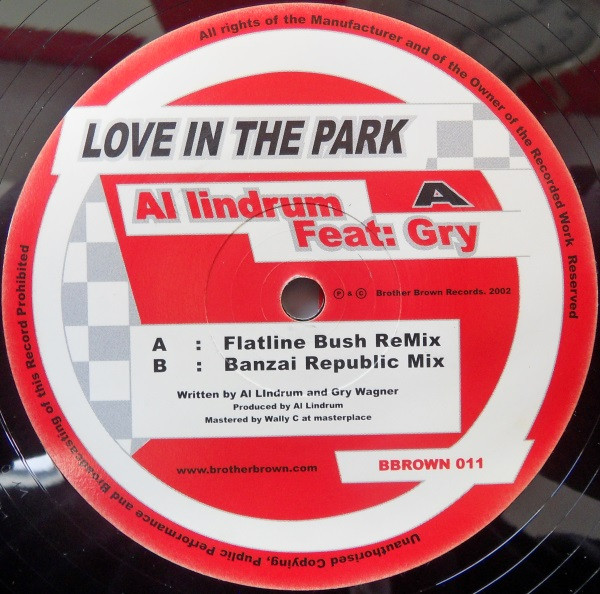 All rights of the Manufacturer and of the Owner of the Recorded Work Reserved
LOVE IN THE PARK
Al lindrum
A
Feat: Gry
℗ & © Brother Brown Records. 2002
A : Flatline Bush ReMix
B : Banzai Republic Mix
Written by Al LIndrum and Gry Wagner
Produced by Al Lindrum
Mastered by Wally C at masterplace
www.brotherbrown.com
BBROWN 011
Unauthorised Copying, Puplic Performance and Broadcasting of this Record Prohibited